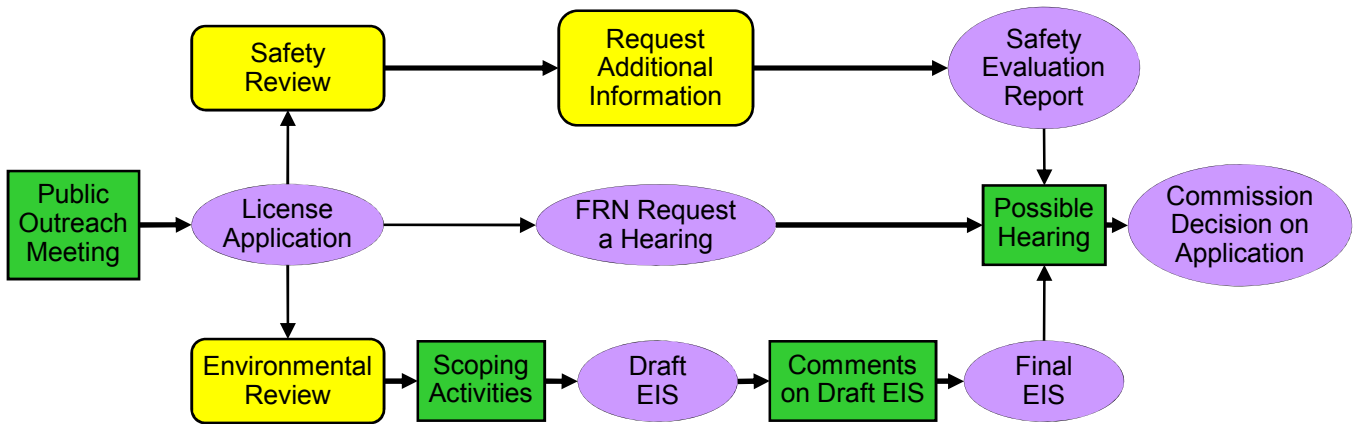 Safety
Review
Request
Additional
Information
Safety
Evaluation
Report
Public
Outreach
Meeting
License
Application
FRN Request
a Hearing
Possible
Hearing
Commission
Decision on
Application
Environmental
Review
Scoping
Activities
Draft
EIS
Comments
on Draft EIS
Final
EIS